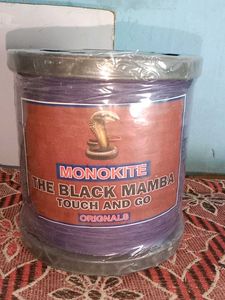 MONOKITE
THE BLACK MAMBA
TOUCH AND GO
ORIGNALS